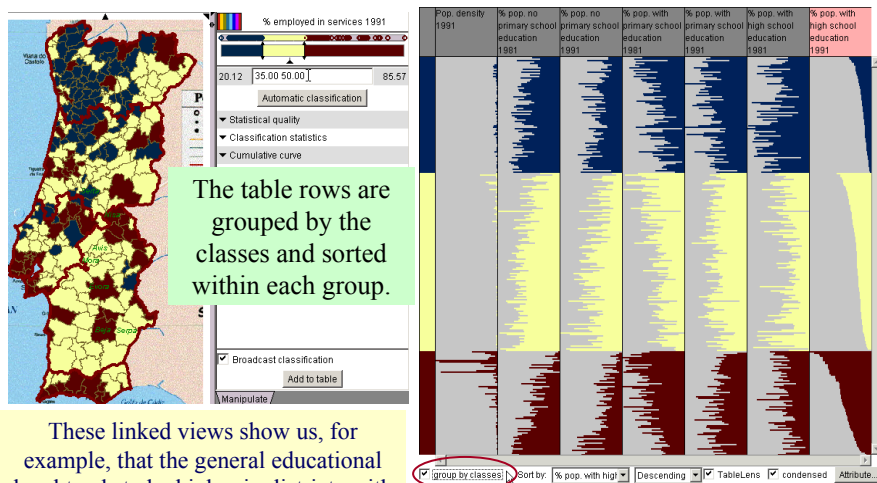 % employed in services 1991
20.12 35.00 50.00 85.57
Automatic classification
Statistical quality
Classification statistics
Cumulative curve
The table rows are
grouped by the
classes and sorted
within each group.
Broadcast classification
Add to table
Manipulate
These linked views show us, for
example, that the general educational
Pop. density
1991
% pop. no
primary school
education
1981
% pop. no
primary school
education
1991
% pop. with
primary school
education
1981
% pop. with
primary school
education
1991
% pop. with
high school
education
1981
% pop. with
high school
education
1991
group by classes Sort by: % pop. with high Descending TableLens condensed Attribute...